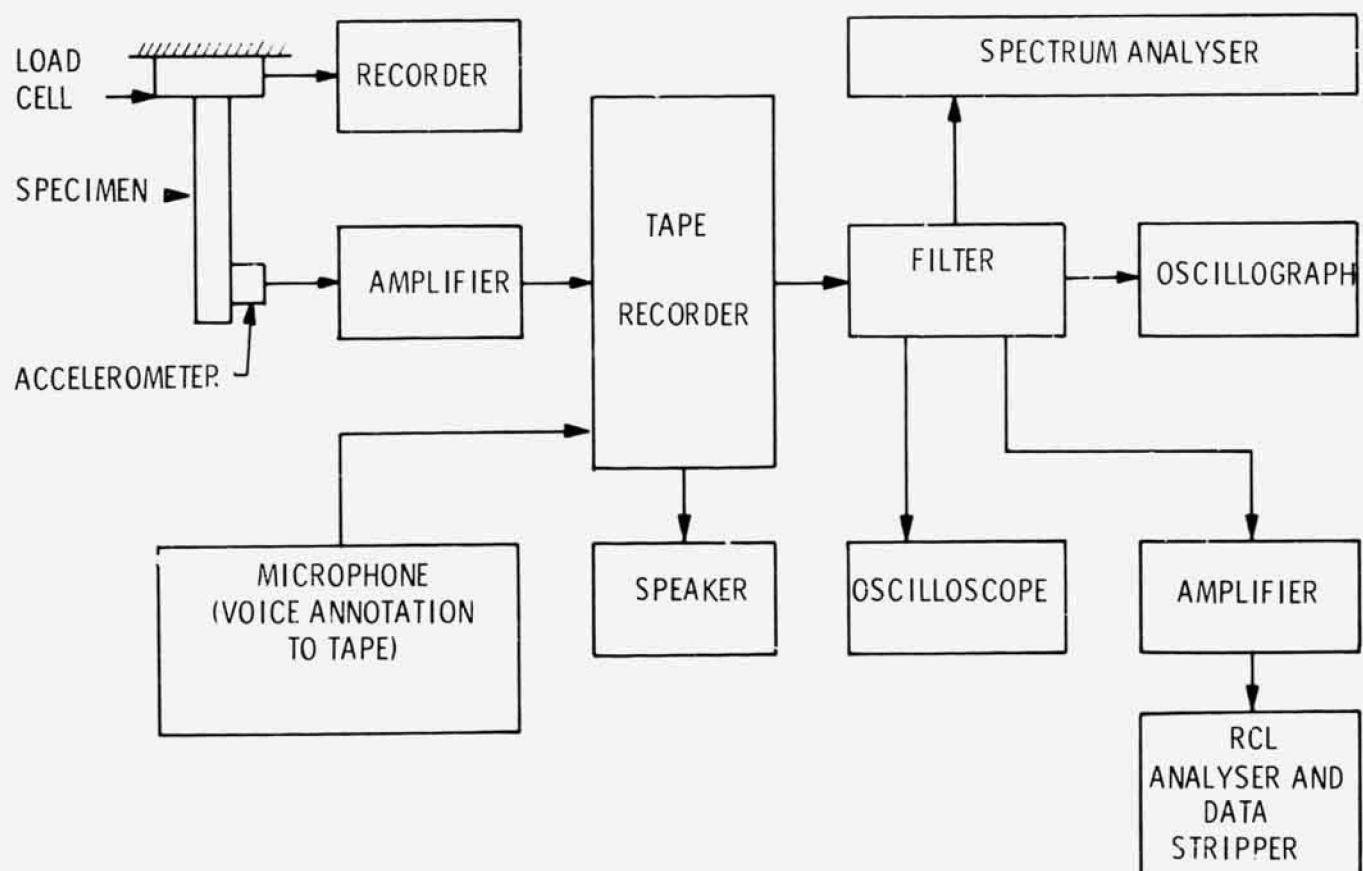 LOAD
CELL
RECORDER
SPECTRUM ANALYSER
SPECIMEN
TAPE
RECORDER
AMPLIFIER
FILTER
OSCILLOGRAPH
ACCELEROMETER.
MICROPHONE
(VOICE ANNOTATION
TO TAPE)
SPEAKER
OSCILLOSCOPE
AMPLIFIER
RCL
ANALYSER AND
DATA
STRIPPER